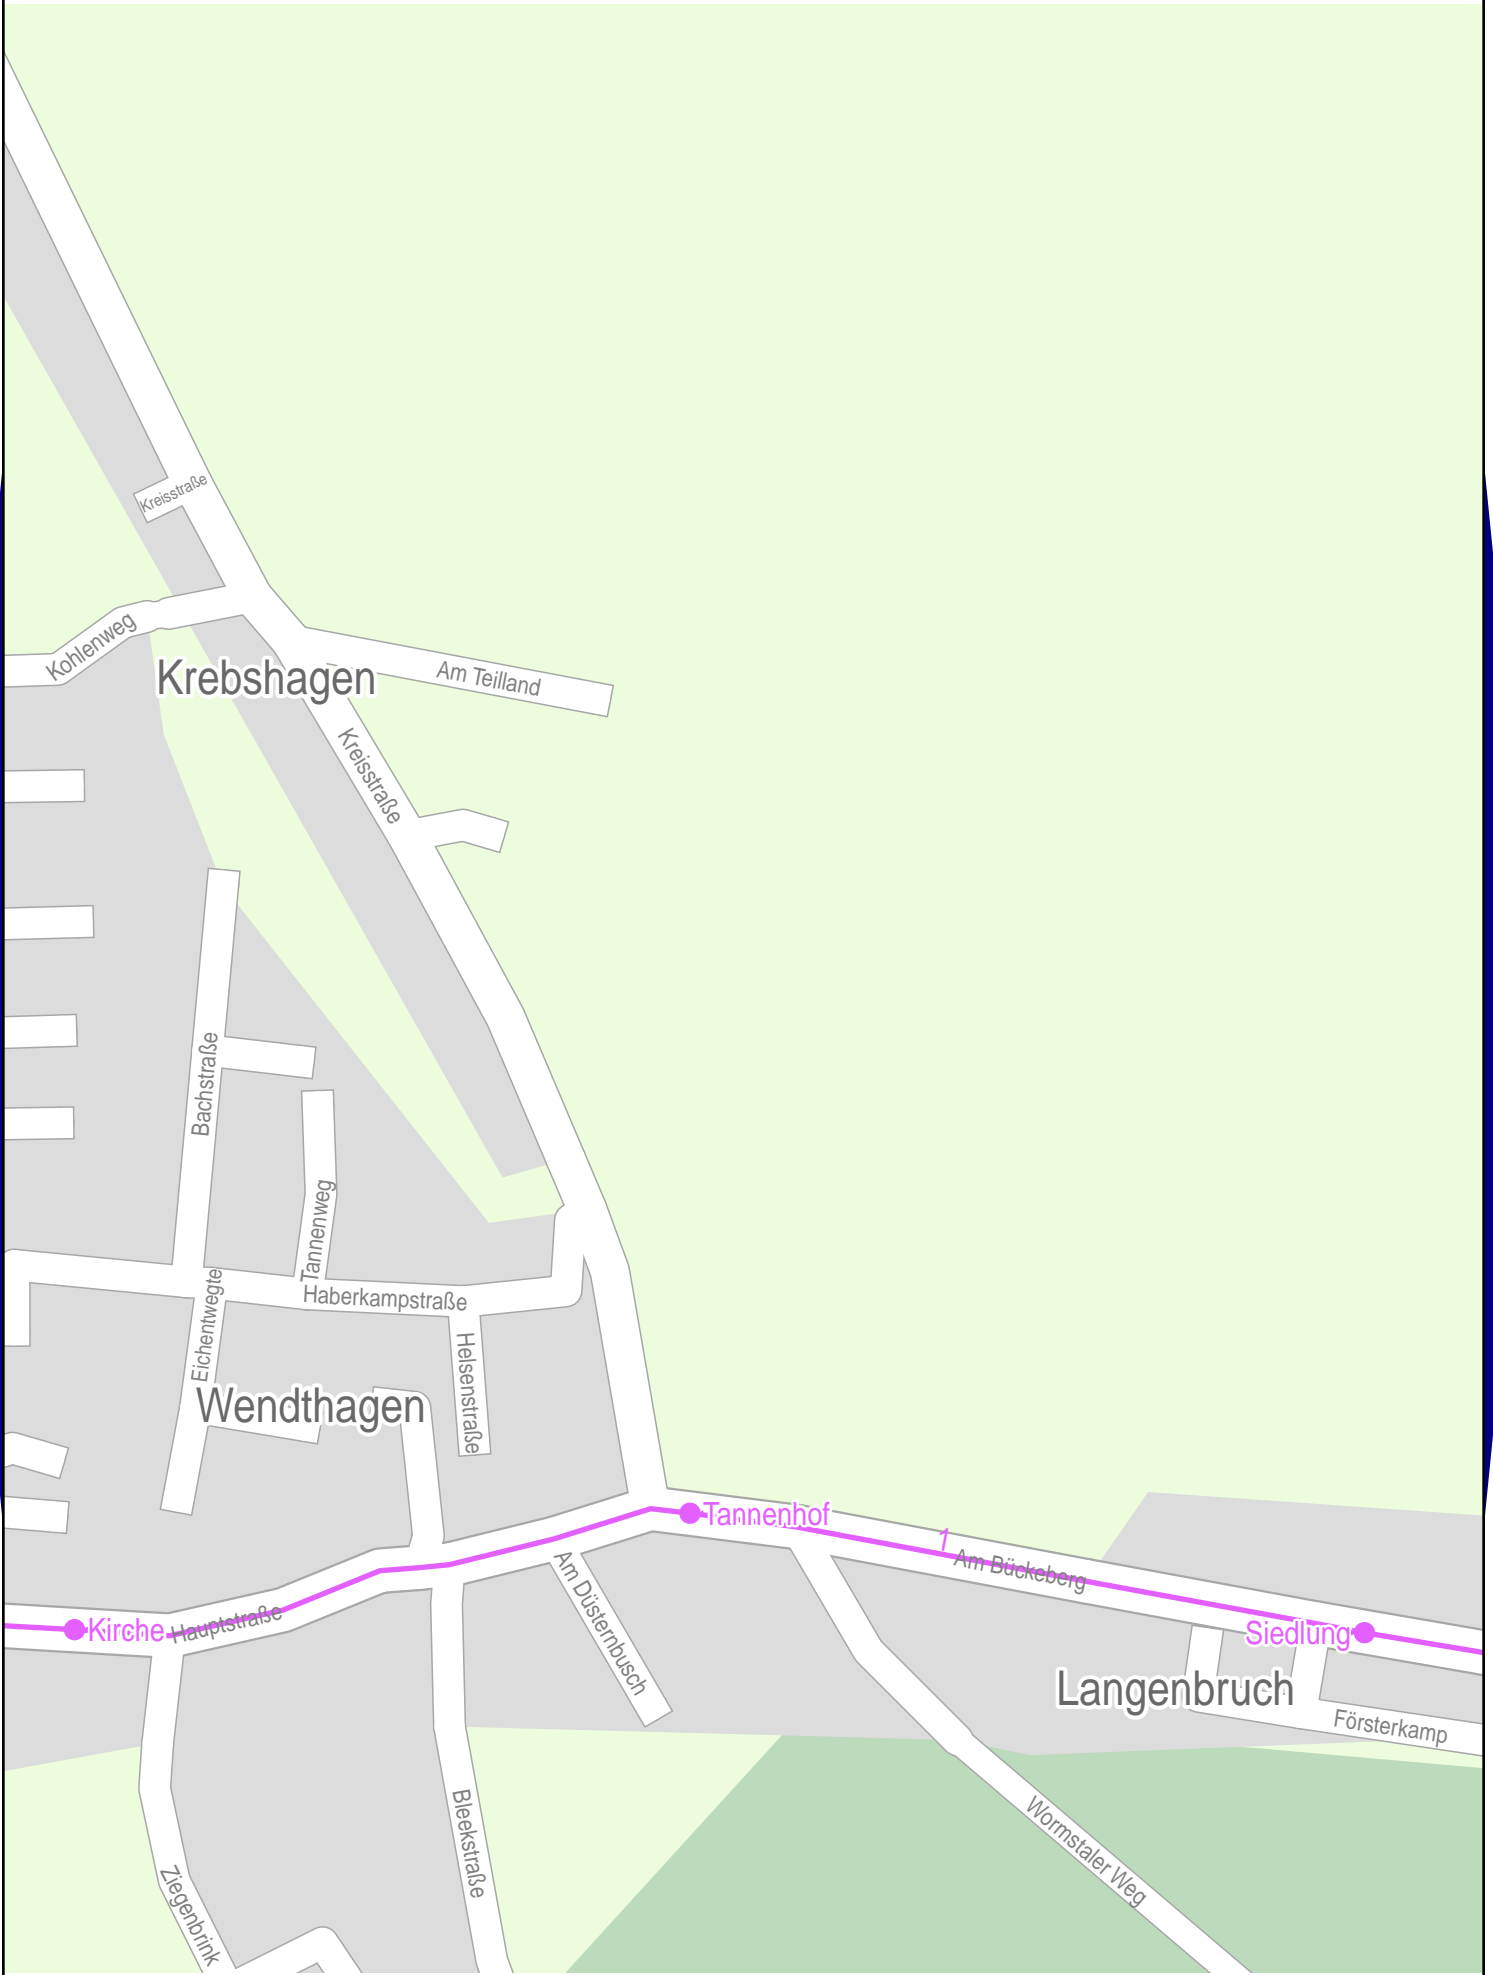 Kreisstraße
Kohlenweg
Krebshagen
Am Teilland
Kreisstraße
Bachstraße
Tannenweg
Haberkampstraße
Eichentwegte
Helsenstraße
Wendthagen
Tannenhof
1
Am Bückeberg
Am Düsternbusch
Kirche
Hauptstraße
Siedlung
Langenbruch
Försterkamp
Bleekstraße
Wormstaler Weg
Ziegenbrink